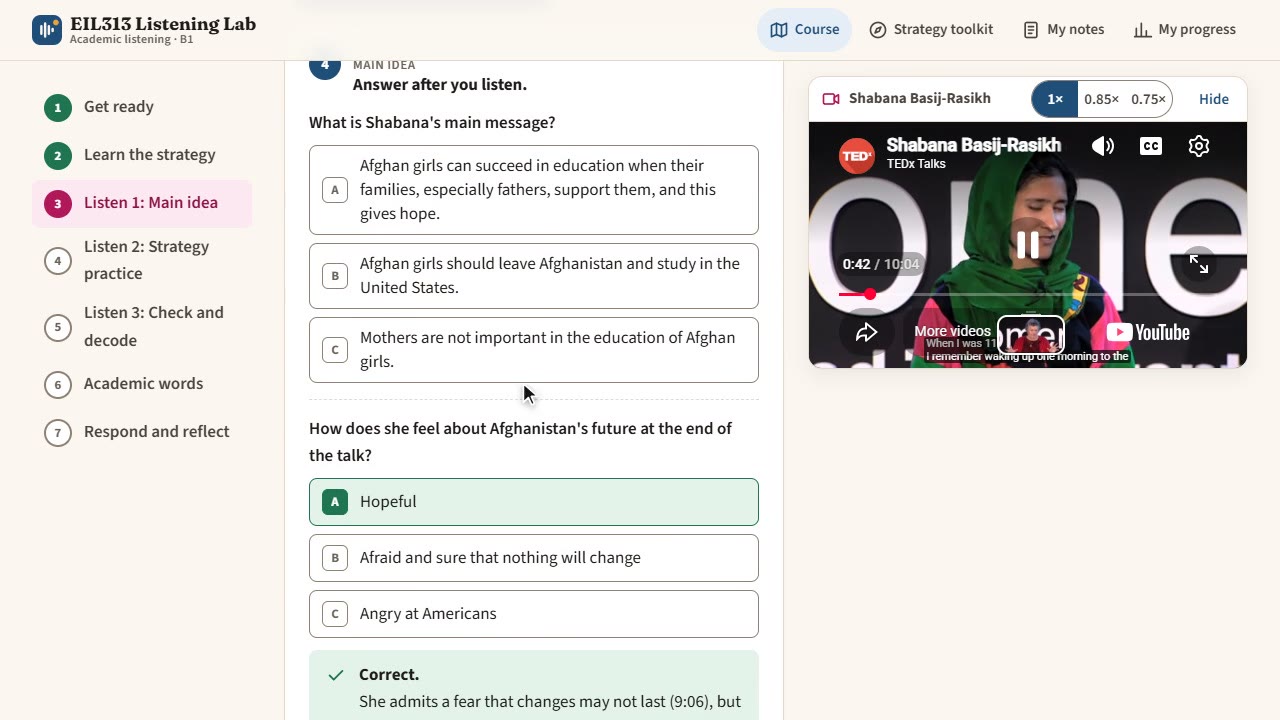 EIL313 Listening Lab
Academic listening · B1
Course
Strategy toolkit
My notes
My progress
1 Get ready
2 Learn the strategy
3 Listen 1: Main idea
4 Listen 2: Strategy
practice
5 Listen 3: Check and
decode
6 Academic words
7 Respond and reflect
4 MAIN IDEA
Answer after you listen.
What is Shabana's main message?
A Afghan girls can succeed in education when their
families, especially fathers, support them, and this
gives hope.
B Afghan girls should leave Afghanistan and study in the
United States.
C Mothers are not important in the education of Afghan
girls.
How does she feel about Afghanistan's future at the end of
the talk?
A Hopeful
B Afraid and sure that nothing will change
C Angry at Americans
Correct.
She admits a fear that changes may not last (9:06), but
Shabana Basij-Rasikh
1×
0.85×
0.75×
Hide
TEDx
Shabana Basij-Rasikh
TEDx Talks
CC
ome
0:42 / 10:04
More videos
YouTube
When I was 11
I remember waking up one morning to the